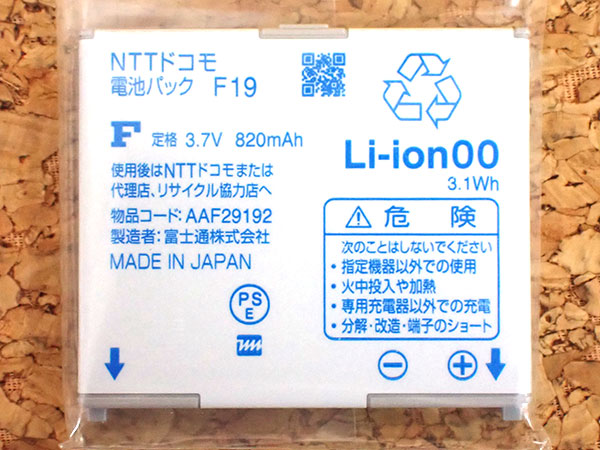 NTTドコモ
電池パック F19
F 定格 3.7V 820mAh
使用後はNTTドコモまたは
代理店、リサイクル協力店へ
物品コード:AAF29192
製造者:富士通株式会社
MADE IN JAPAN
PS
E
Li-ion00
3.1Wh
危険
次のことはしないでください
・指定機器以外での使用
・火中投入や加熱
・専用充電器以外での充電
・分解・改造・端子のショート